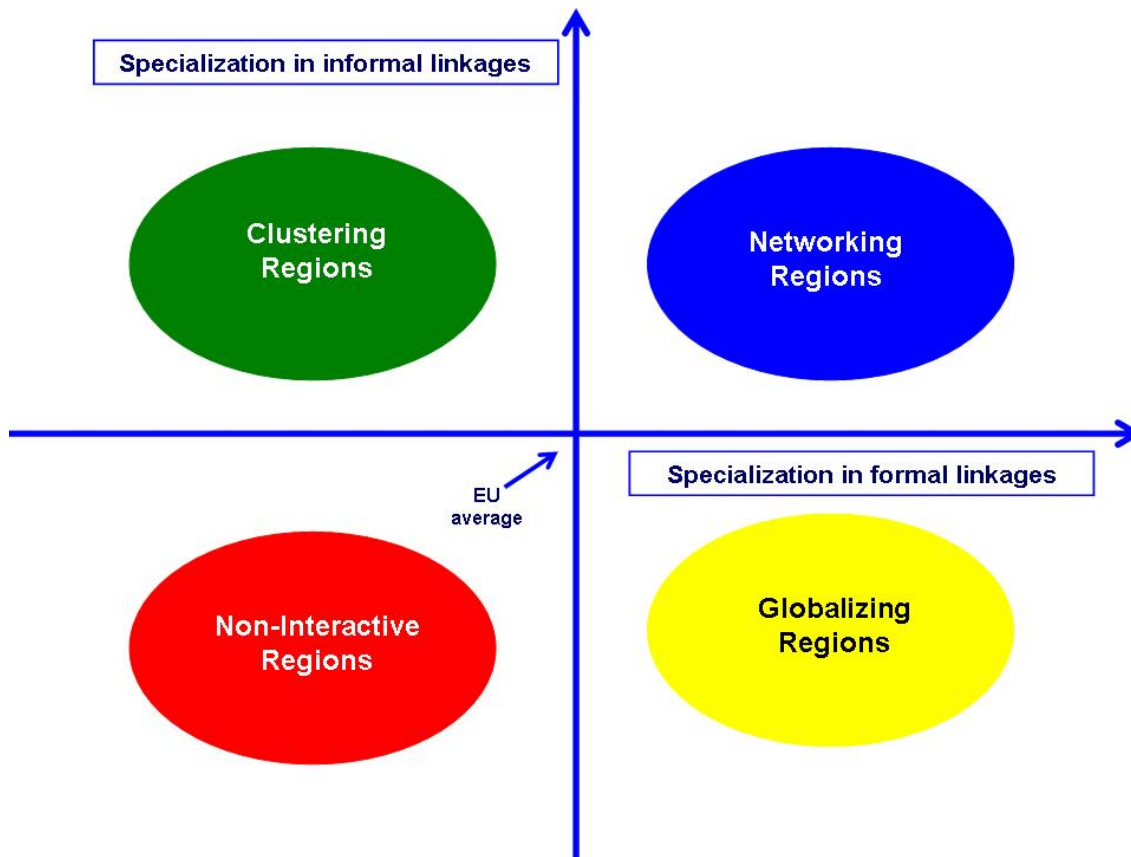 Specialization in informal linkages
Clustering
Regions
Networking
Regions
Specialization in formal linkages
EU
average
Non-Interactive
Regions
Globalizing
Regions